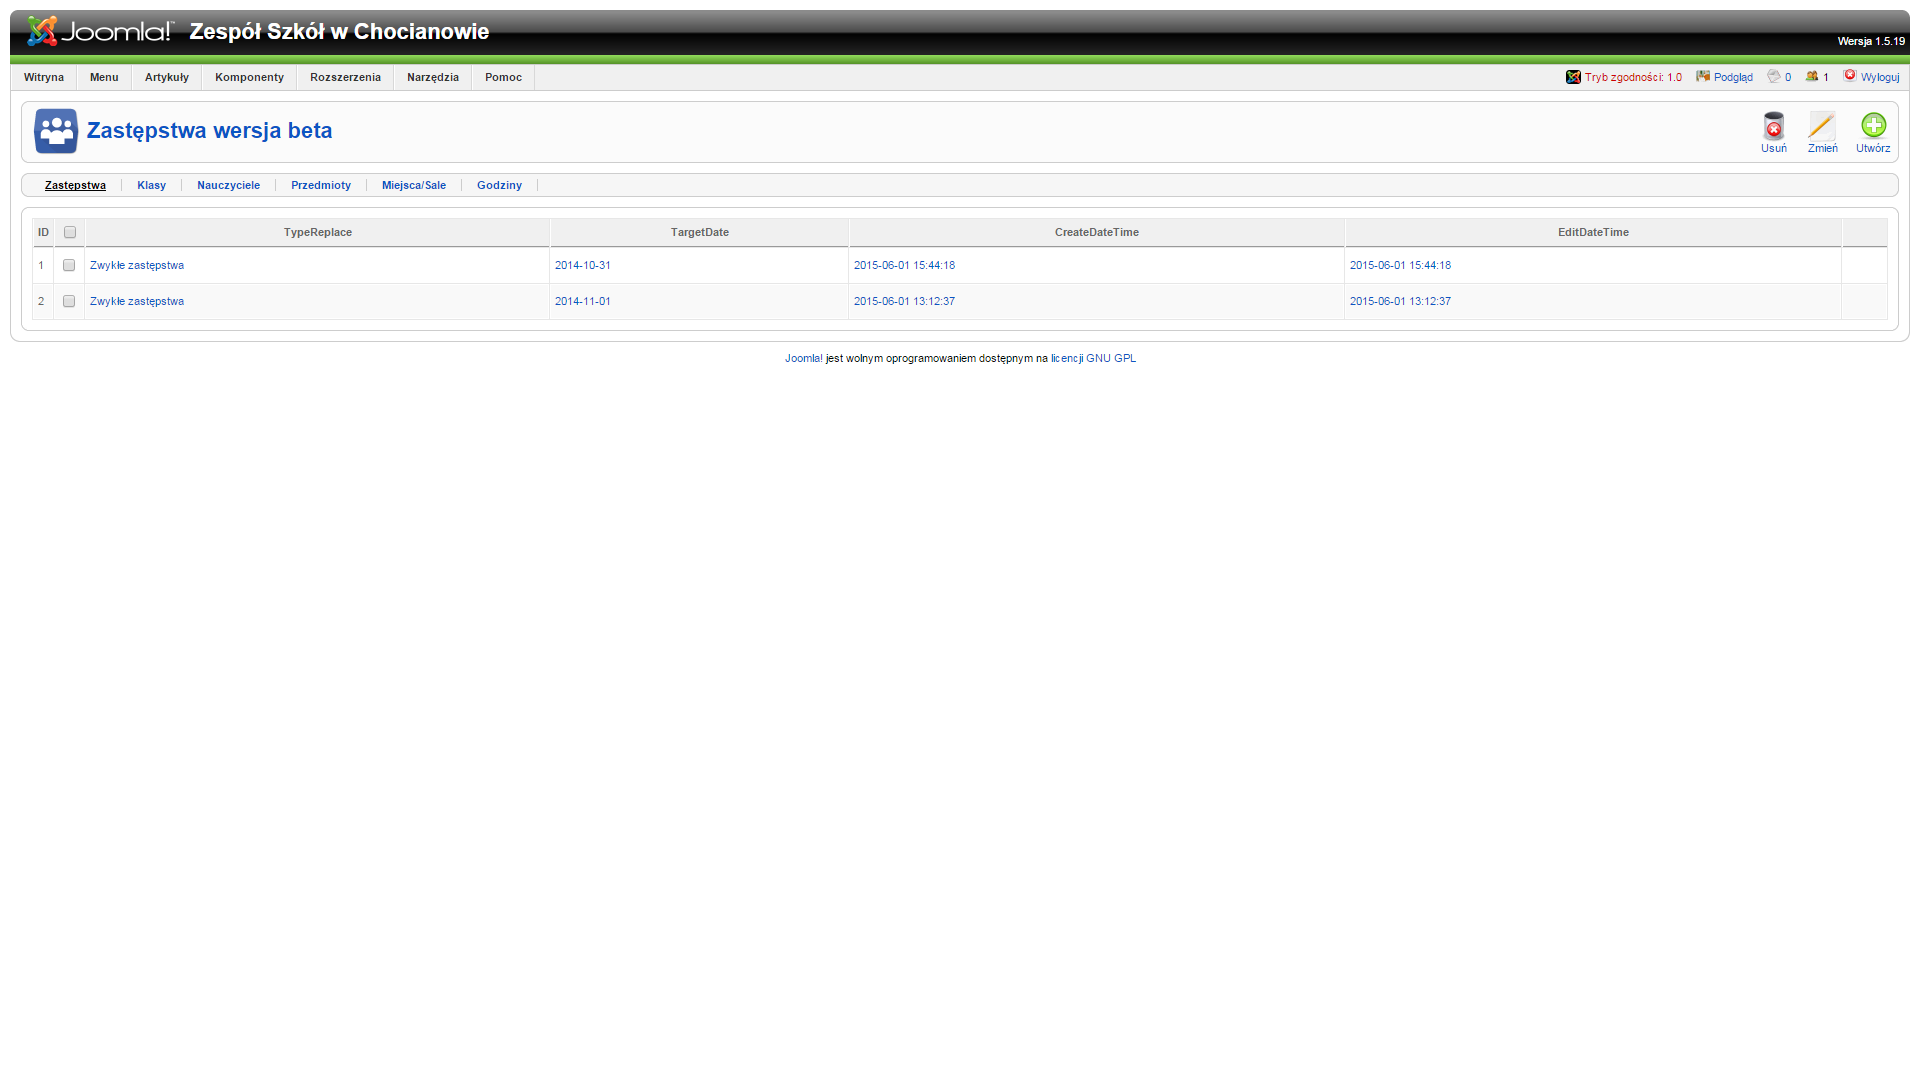 Joomla! Zespół Szkół w Chocianowie
Wersja 1.5.19
Witryna Menu Artykuły Komponenty Rozszerzenia Narzędzia Pomoc Tryb zgodności: 1.0 Podgląd 0 1 Wyloguj
Zastępstwa wersja beta
Usuń Zmień Utwórz
Zastępstwa Klasy Nauczyciele Przedmioty Miejsca/Sale Godziny
ID TypeReplace TargetDate CreateDateTime EditDateTime
1 Zwykłe zastępstwa 2014-10-31 2015-06-01 15:44:18 2015-06-01 15:44:18
2 Zwykłe zastępstwa 2014-11-01 2015-06-01 13:12:37 2015-06-01 13:12:37
Joomla! jest wolnym oprogramowaniem dostępnym na licencji GNU GPL